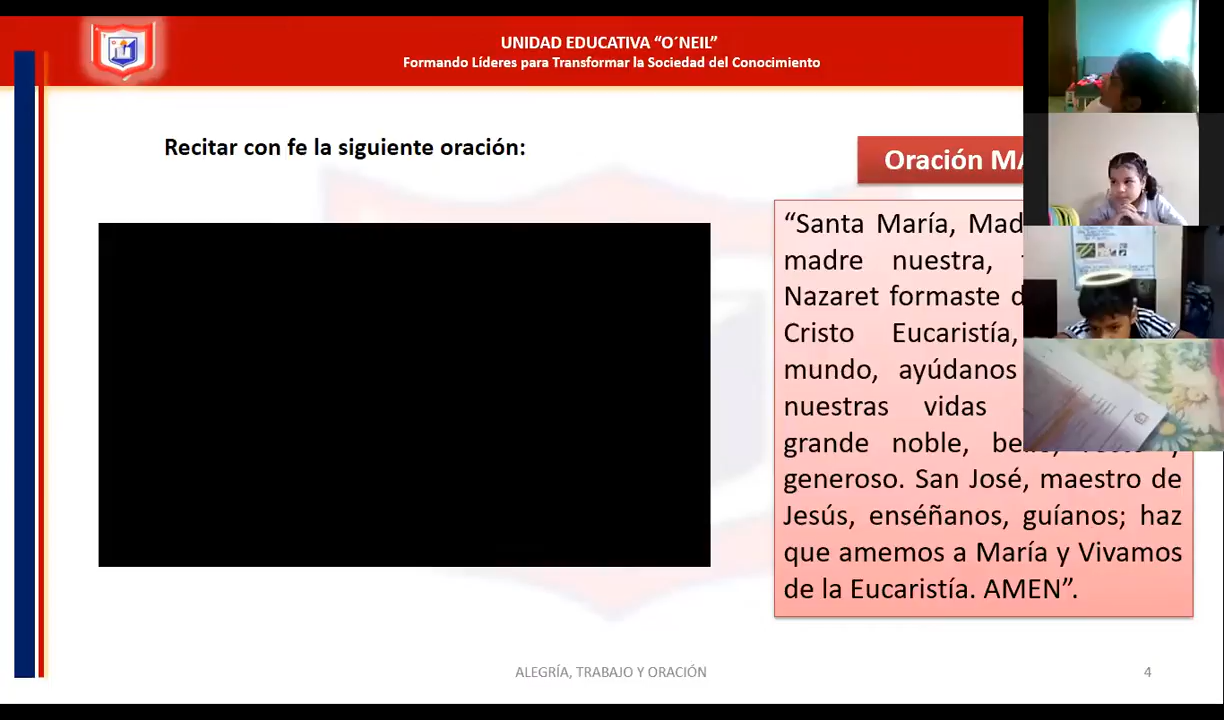 UNIDAD EDUCATIVA “O´NEIL”
Formando Líderes para Transformar la Sociedad del Conocimiento
Recitar con fe la siguiente oración:
Oración MA
“Santa María, Mad
madre nuestra,
Nazaret formaste d
Cristo Eucaristía,
mundo, ayúdanos
nuestras vidas
grande noble, y
generoso. San José, maestro de
Jesús, enséñanos, guíanos; haz
que amemos a María y Vivamos
de la Eucaristía. AMEN”.
ALEGRÍA, TRABAJO Y ORACIÓN
4